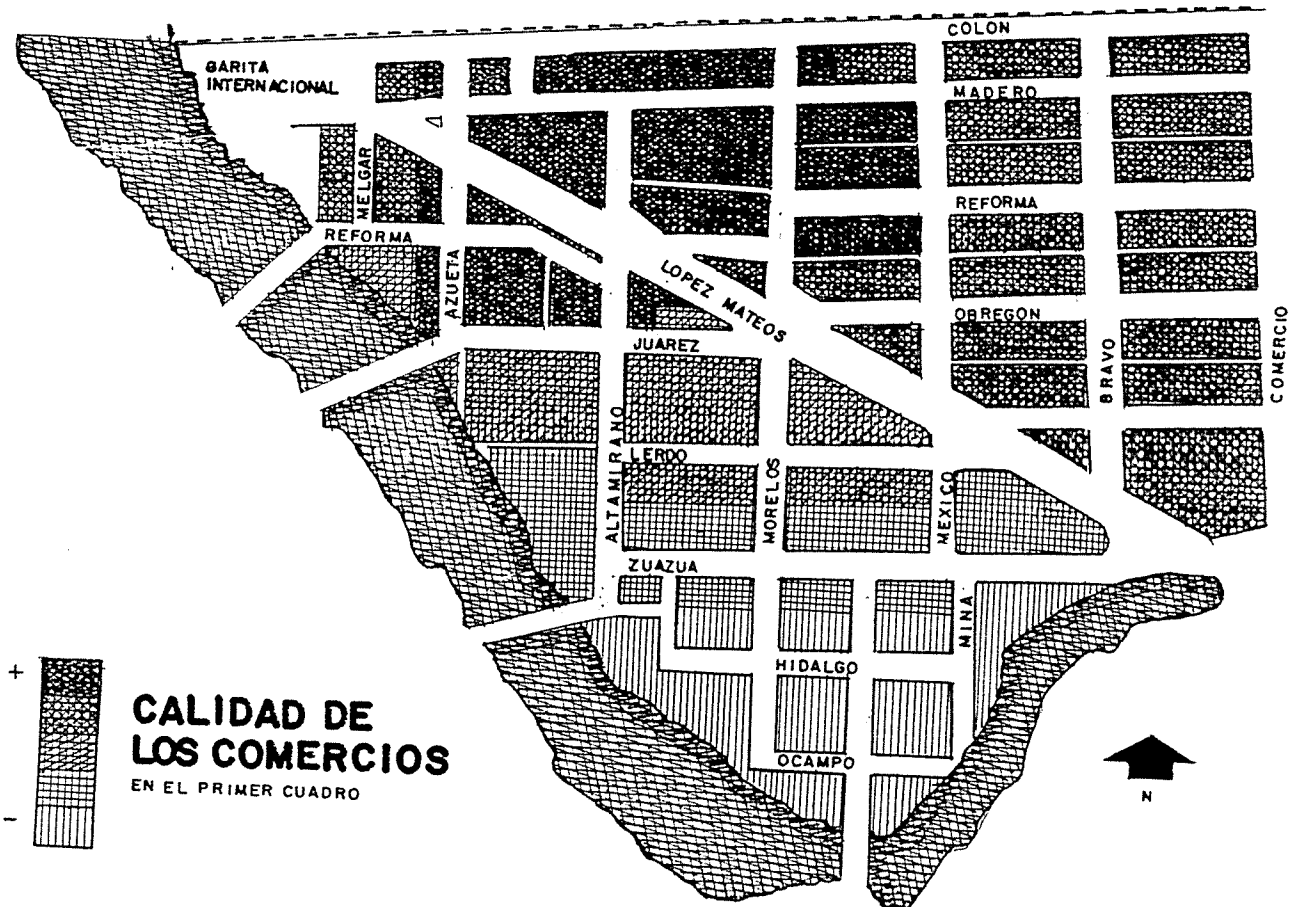 COLON
GARITA
INTERNACIONAL
MADERO
MELGAR
REFORMA
REFORMA
AZUETA
LOPEZ MATEOS
OBREGON
JUAREZ
BRAVO
COMERCIO
ALTAMIRANO
LERDO
MORELOS
MEXICO
ZUAZUA
MINA
HIDALGO
OCAMPO
+
-
CALIDAD DE
LOS COMERCIOS
EN EL PRIMER CUADRO
N